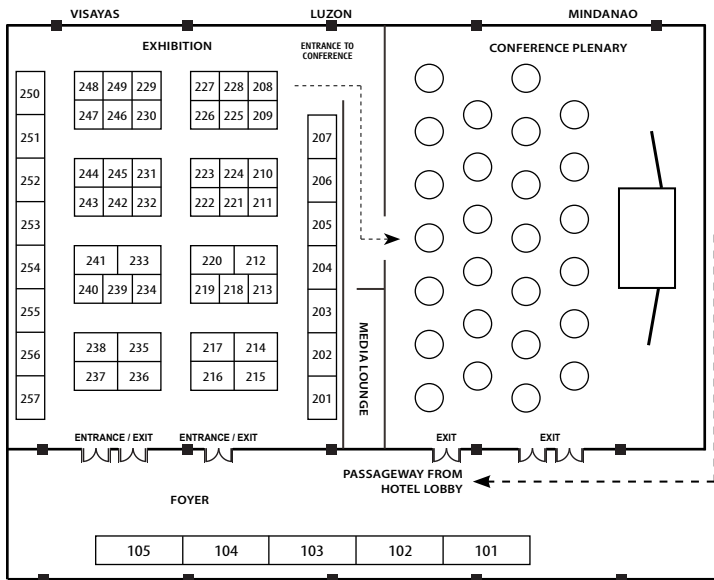 VISAYAS LUZON MINDANAO
EXHIBITION
ENTRANCE TO
CONFERENCE
CONFERENCE PLENARY
250
251
252
253
254
255
256
257
248 249 229
247 246 230
227 228 208
226 225 209
244 245 231
243 242 232
223 224 210
222 221 211
241 233
240 239 234
220 212
219 218 213
238 235
237 236
217 214
216 215
207
206
205
204
203
202
201
MEDIA LOUNGE
ENTRANCE / EXIT ENTRANCE / EXIT EXIT EXIT
PASSAGEWAY FROM
HOTEL LOBBY
FOYER
105 104 103 102 101